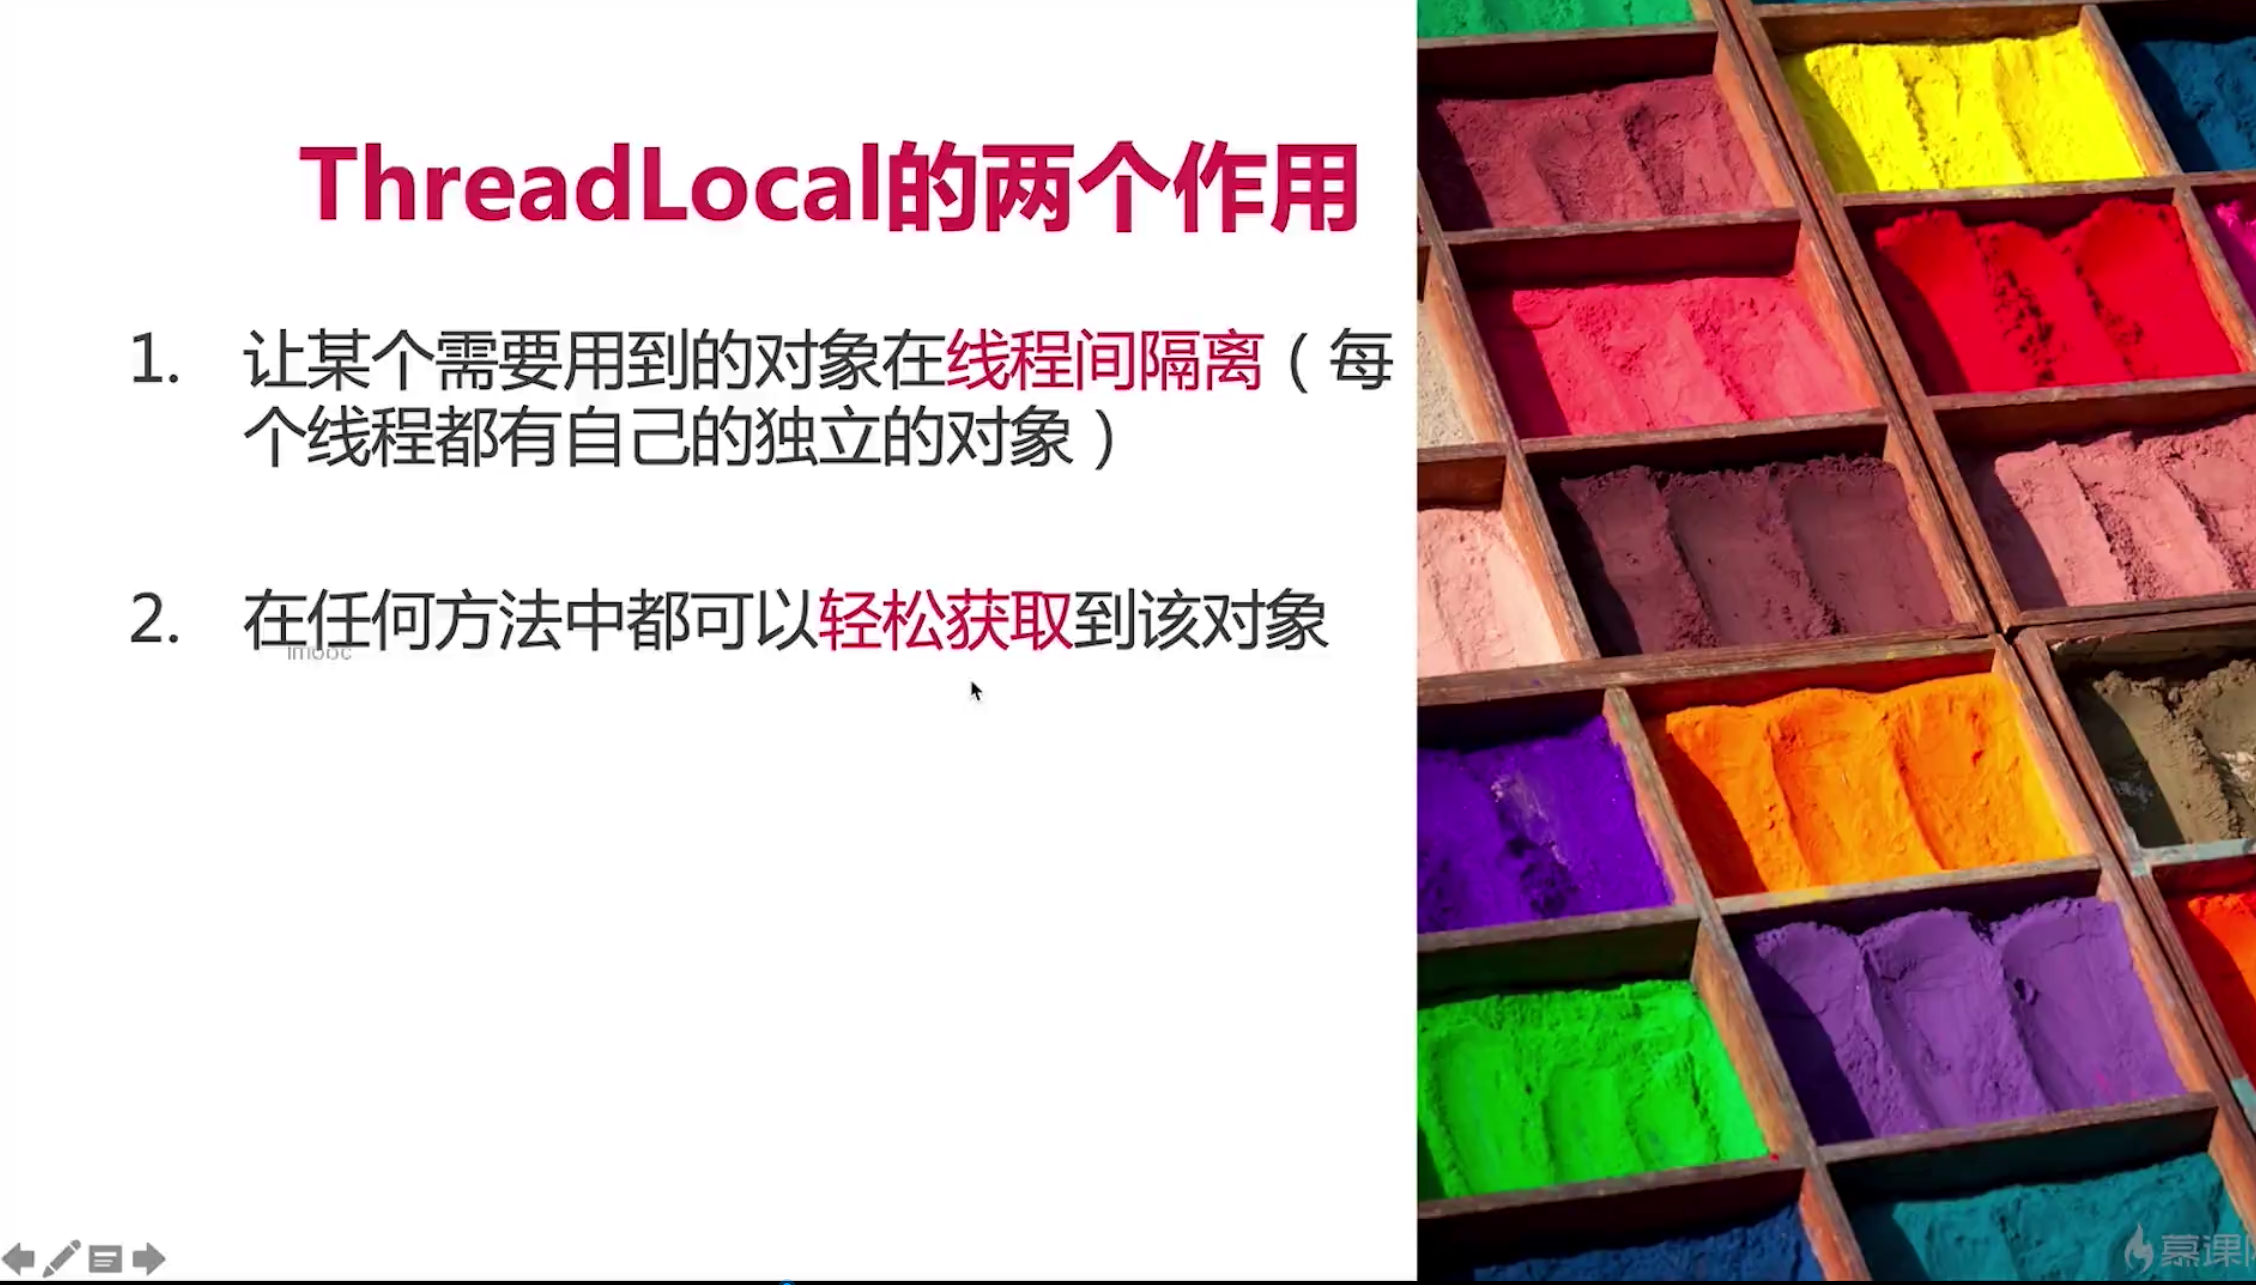 ThreadLocal的两个作用
1. 让某个需要用到的对象在线程间隔离（每
个线程都有自己的独立的对象）
2. 在任何方法中都可以轻松获取到该对象
imooc
慕课